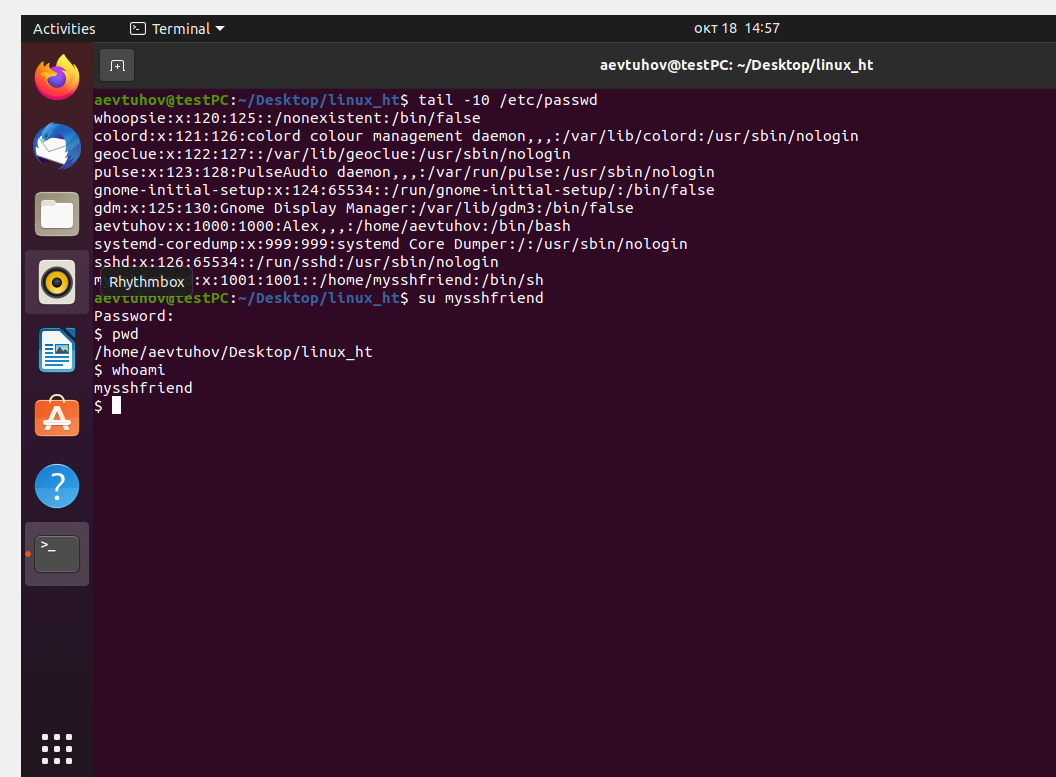 Activities Terminal окт 18 14:57
aevtuhov@testPC: ~/Desktop/linux_ht
aevtuhov@testPC:~/Desktop/linux_ht$ tail -10 /etc/passwd
whoopsie:x:120:125::/nonexistent:/bin/false
colord:x:121:126:colord colour management daemon,,,:/var/lib/colord:/usr/sbin/nologin
geoclue:x:122:127::/var/lib/geoclue:/usr/sbin/nologin
pulse:x:123:128:PulseAudio daemon,,,:/var/run/pulse:/usr/sbin/nologin
gnome-initial-setup:x:124:65534::/run/gnome-initial-setup/:/bin/false
gdm:x:125:130:Gnome Display Manager:/var/lib/gdm3:/bin/false
aevtuhov:x:1000:1000:Alex,,,:/home/aevtuhov:/bin/bash
systemd-coredump:x:999:999:systemd Core Dumper:/:/usr/sbin/nologin
sshd:x:126:65534::/run/sshd:/usr/sbin/nologin
Rhythmbox :x:1001:1001::/home/mysshfriend:/bin/sh
aevtuhov@testPC:~/Desktop/linux_ht$ su mysshfriend
Password:
$ pwd
/home/aevtuhov/Desktop/linux_ht
$ whoami
mysshfriend
$